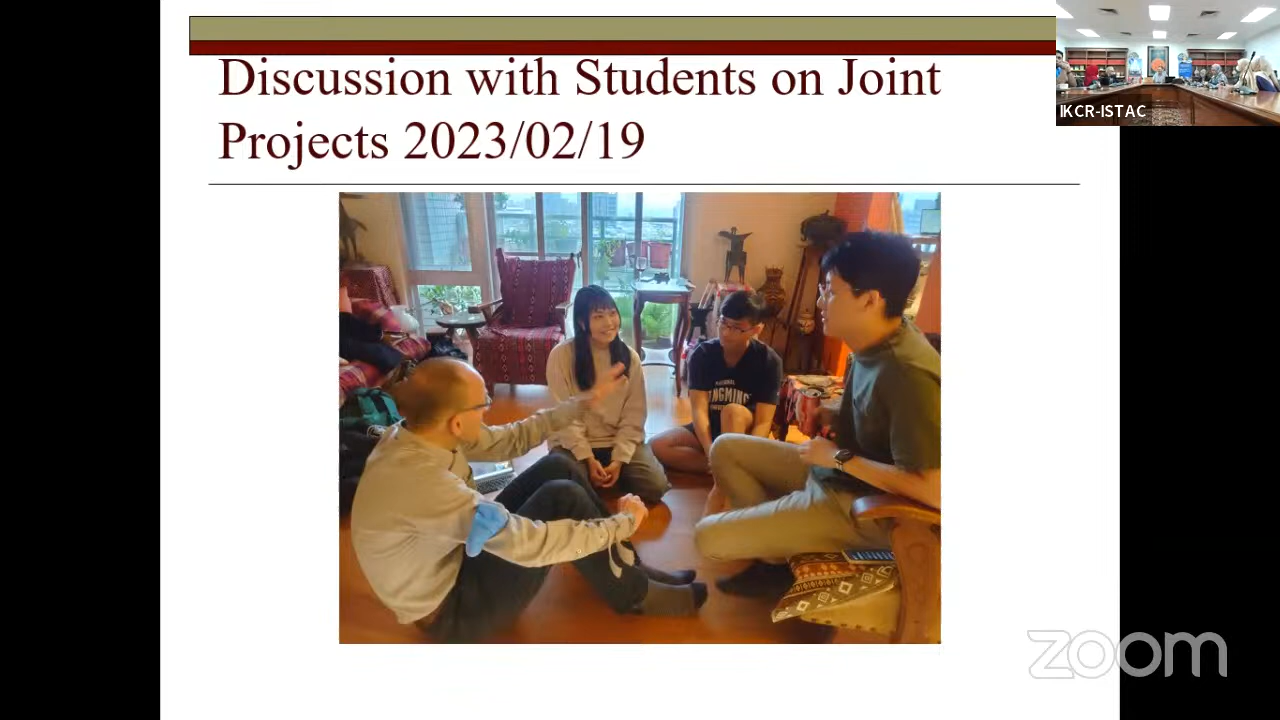 Discussion with Students on Joint
Projects 2023/02/19
IKCR-ISTAC
zoom